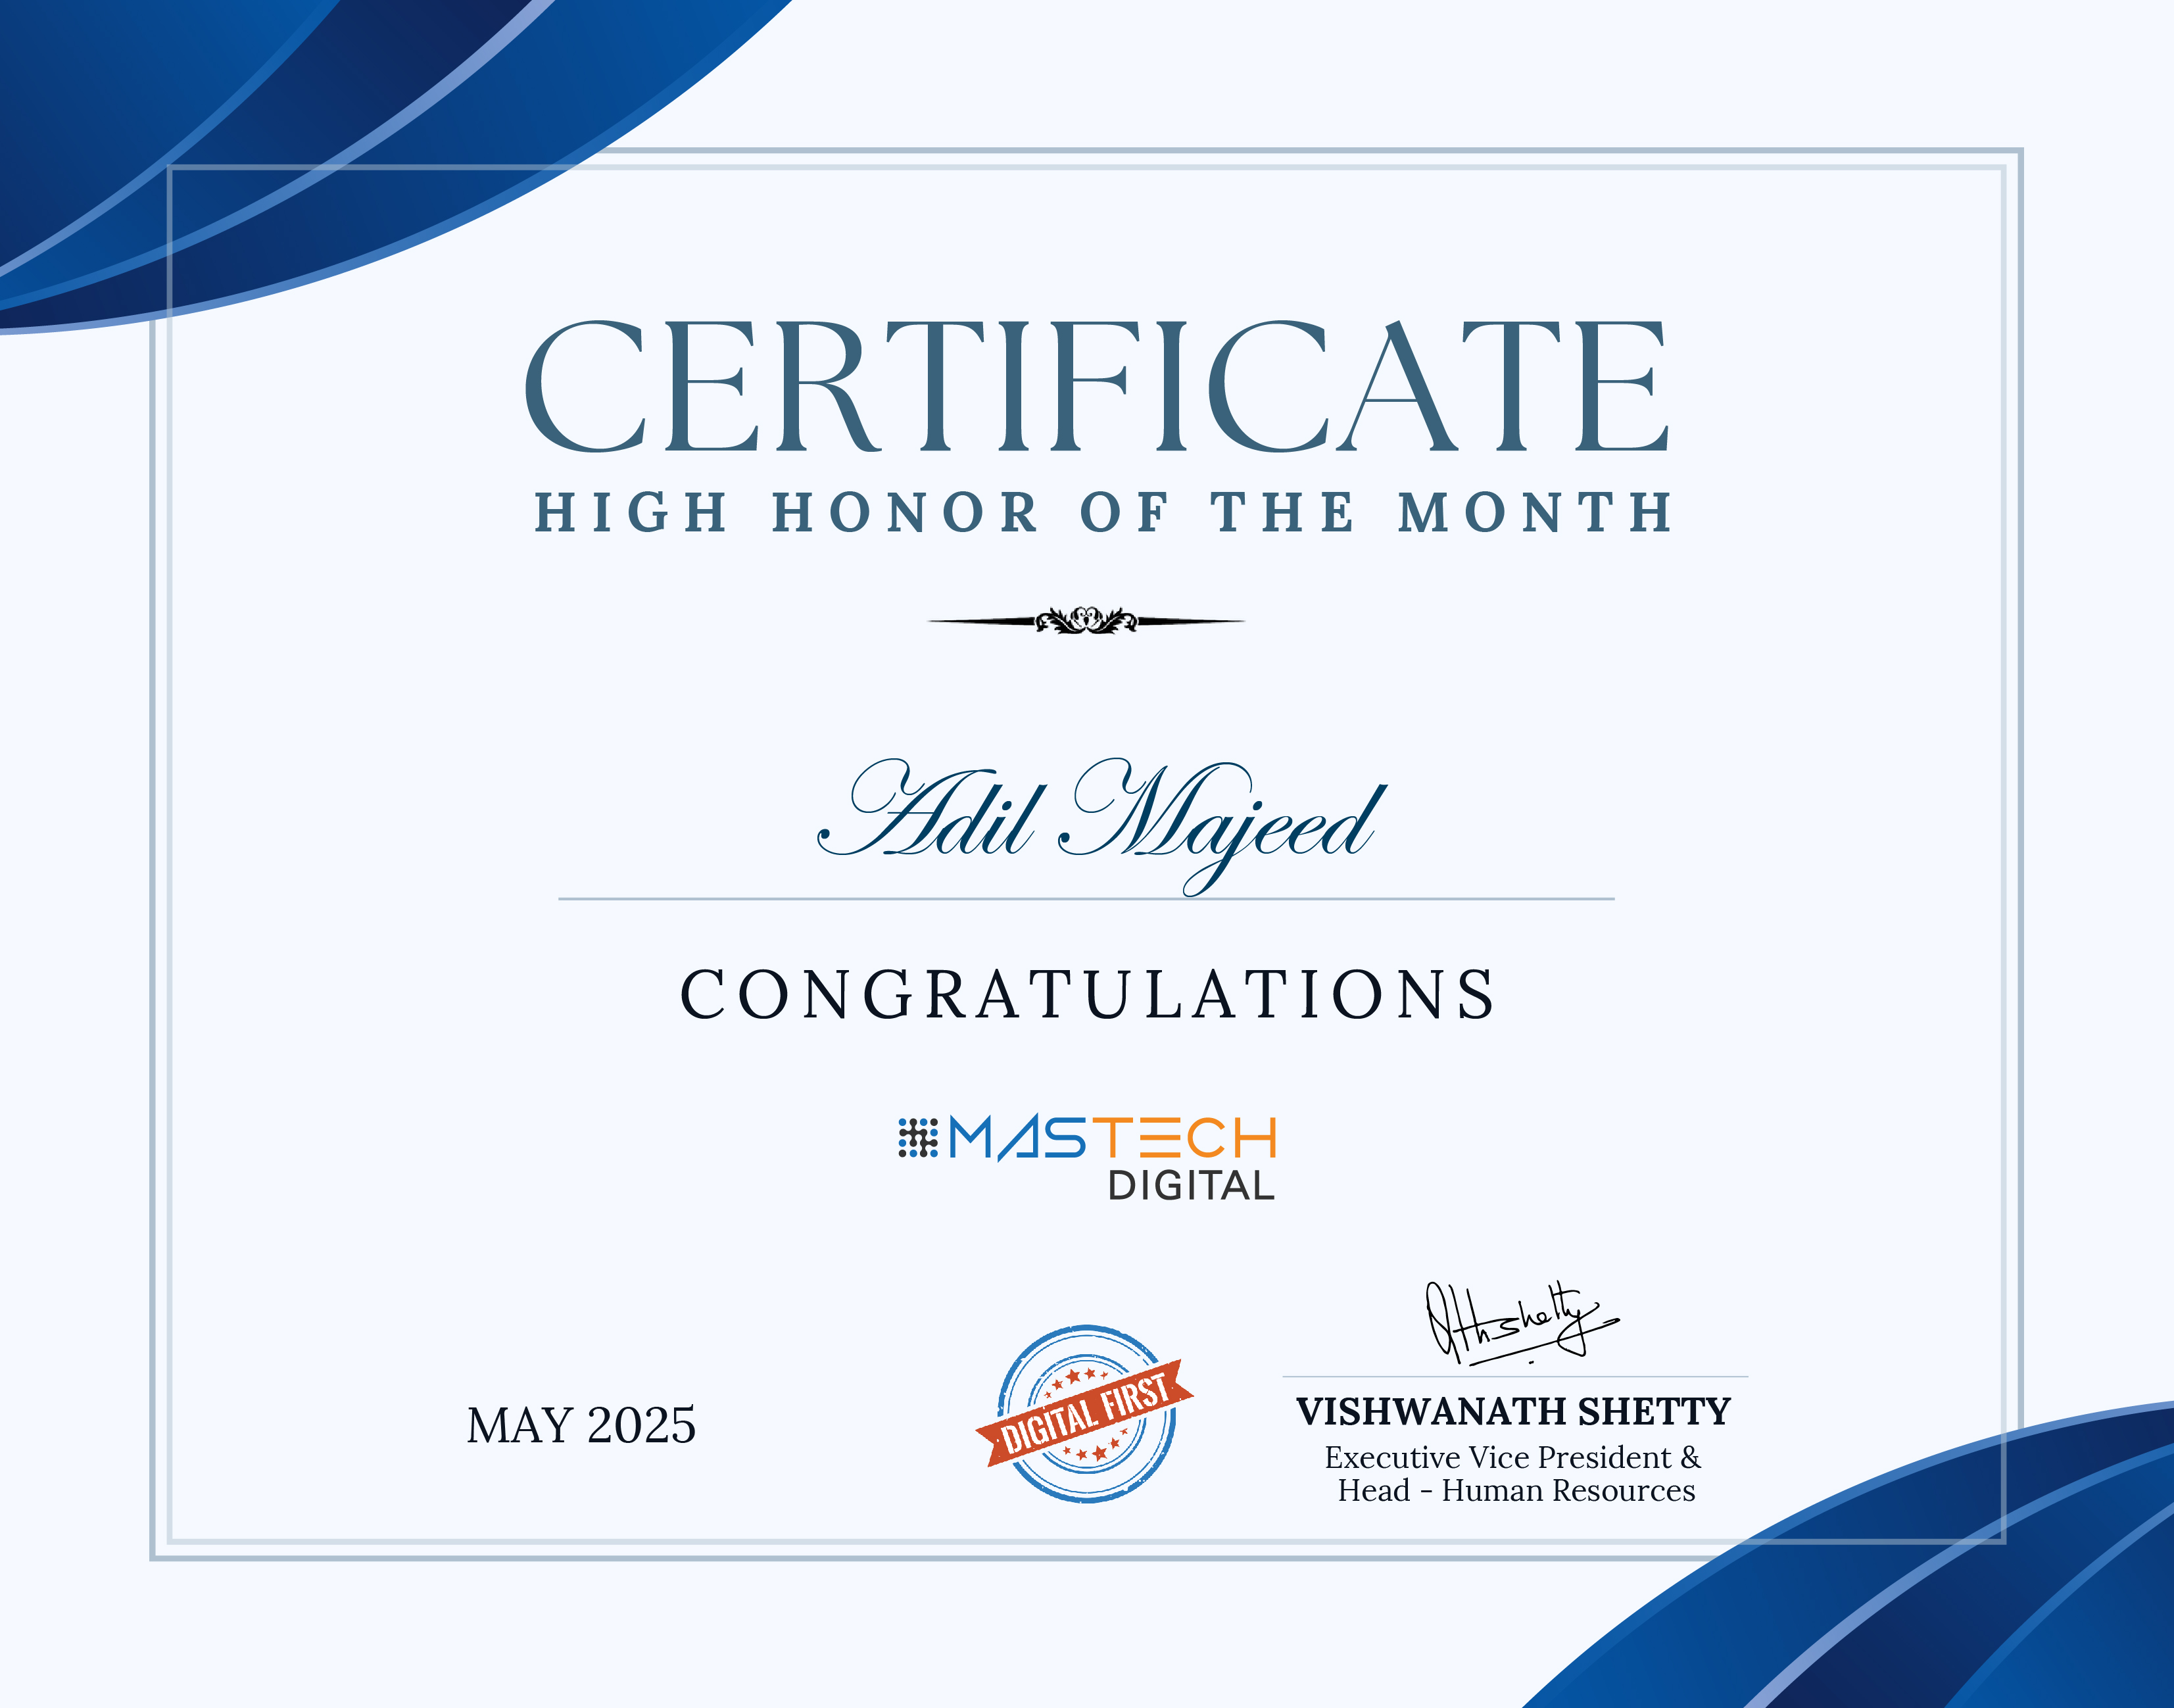 CERTIFICATE
HIGH HONOR OF THE MONTH
Adil Majeed
CONGRATULATIONS
MASTECH
DIGITAL
MAY 2025
DIGITAL FIRST
VISHWANATH SHETTY
Executive Vice President &
Head - Human Resources